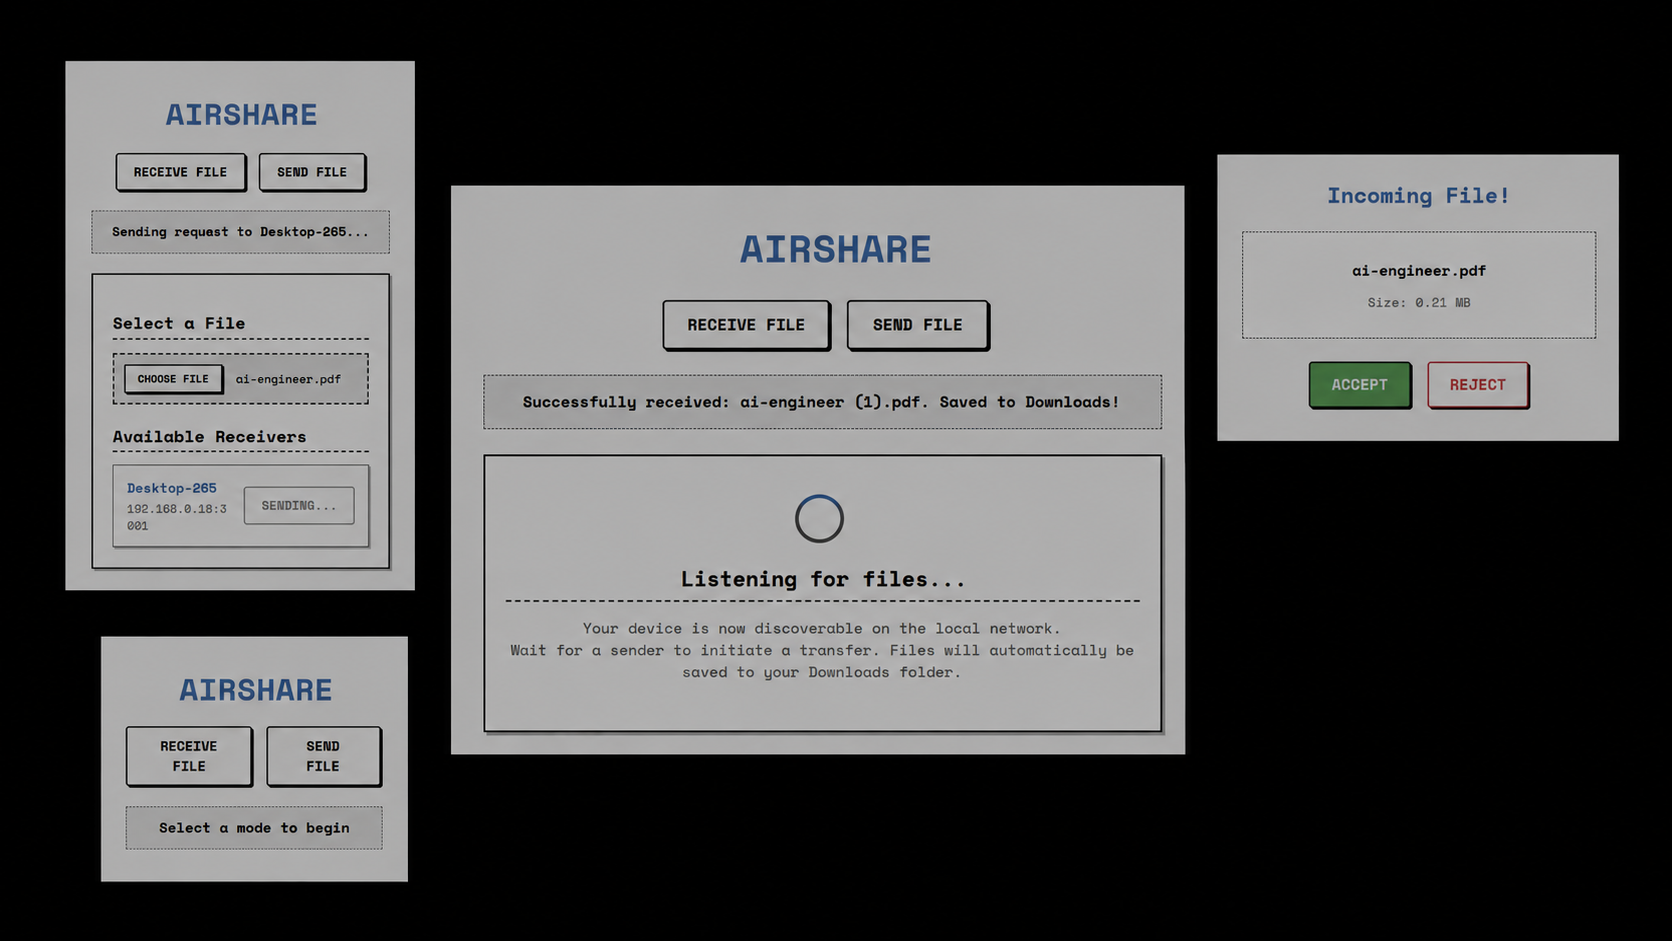 AIRSHARE
RECEIVE FILE
SEND FILE
Sending request to Desktop-265...
Select a File
CHOOSE FILE
ai-engineer.pdf
Available Receivers
Desktop-265
192.168.0.18:3
001
SENDING...
AIRSHARE
RECEIVE
FILE
SEND
FILE
Select a mode to begin
AIRSHARE
RECEIVE FILE
SEND FILE
Successfully received: ai-engineer (1).pdf. Saved to Downloads!
Listening for files...
Your device is now discoverable on the local network.
Wait for a sender to initiate a transfer. Files will automatically be
saved to your Downloads folder.
Incoming File!
ai-engineer.pdf
Size: 0.21 MB
ACCEPT
REJECT